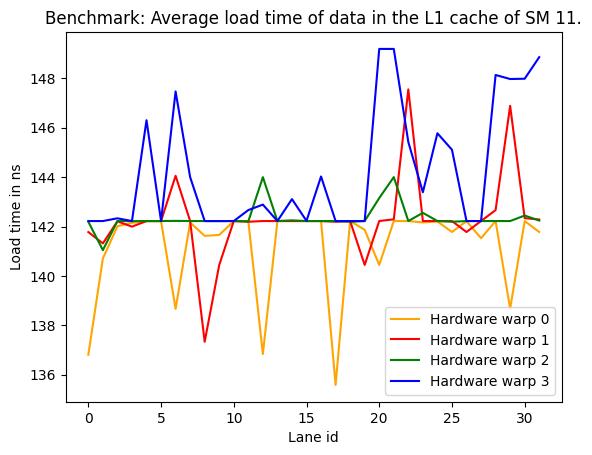 Benchmark: Average load time of data in the L1 cache of SM 11.
Load time in ns
148
146
144
142
140
138
136
0
5
10
15
20
25
30
Lane id
Hardware warp 0
Hardware warp 1
Hardware warp 2
Hardware warp 3